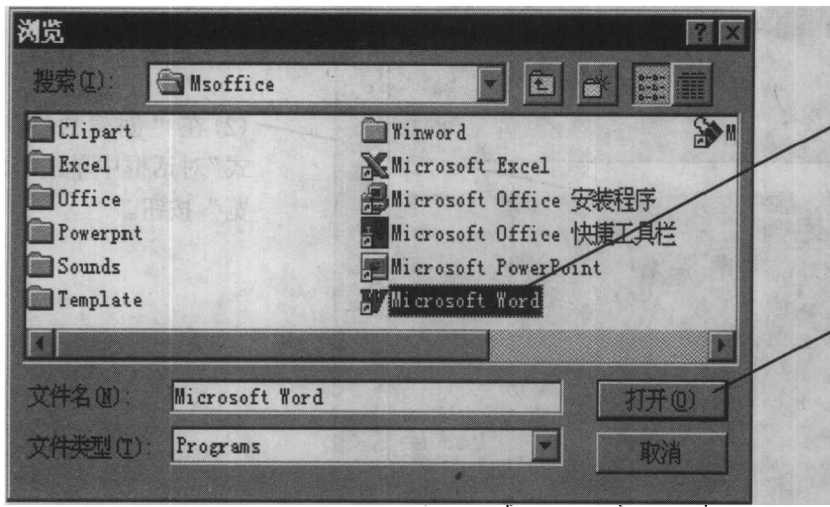 浏览
搜索(I): Msoffice
Clipart
Excel
Office
Powerpnt
Sounds
Template
Winword
Microsoft Excel
Microsoft Office 安装程序
Microsoft Office 快捷工具栏
Microsoft PowerPoint
Microsoft Word
M
文件名(N): Microsoft Word
文件类型(T): Programs
打开(O)
取消